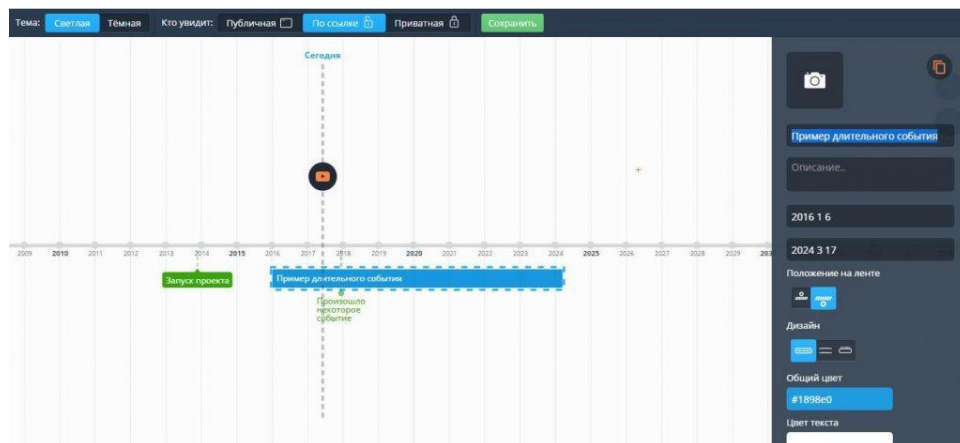 Тема: Светлая Тёмная Кто увидит: Публичная По ссылке Приватная Сохранить
Сегодня
2009 2010 2011 2012 2013 2014 2015 2016 2017 2018 2019 2020 2021 2022 2023 2024 2025 2026 2027 2028 2029
Запуск проекта
Пример длительного события
Произошло
некоторое
событие
Пример длительного события
Описание..
2016 1 6
2024 3 17
Положение на ленте
Дизайн
Общий цвет
#1898e0
Цвет текста